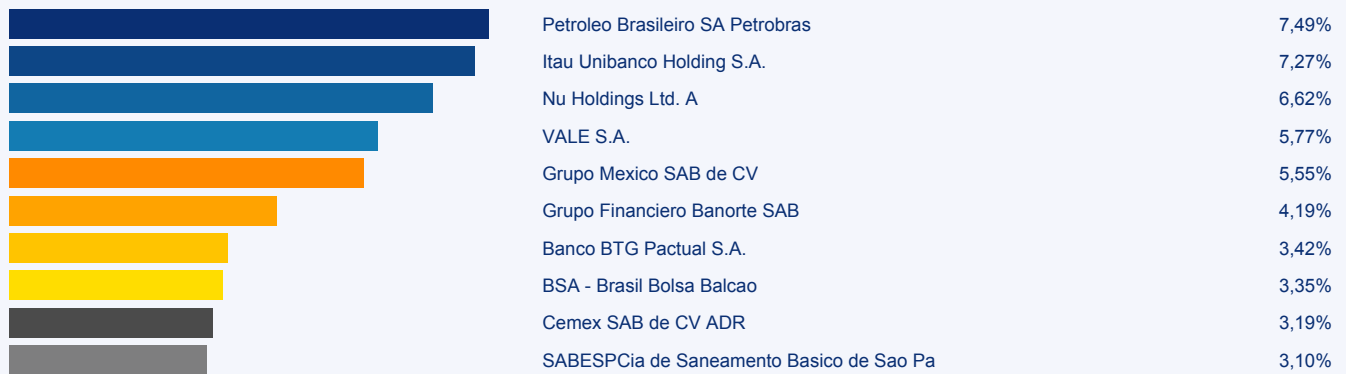 Petroleo Brasileiro SA Petrobras 7,49%
Itau Unibanco Holding S.A. 7,27%
Nu Holdings Ltd. A 6,62%
VALE S.A. 5,77%
Grupo Mexico SAB de CV 5,55%
Grupo Financiero Banorte SAB 4,19%
Banco BTG Pactual S.A. 3,42%
BSA - Brasil Bolsa Balcao 3,35%
Cemex SAB de CV ADR 3,19%
SABESPCia de Saneamento Basico de Sao Pa 3,10%